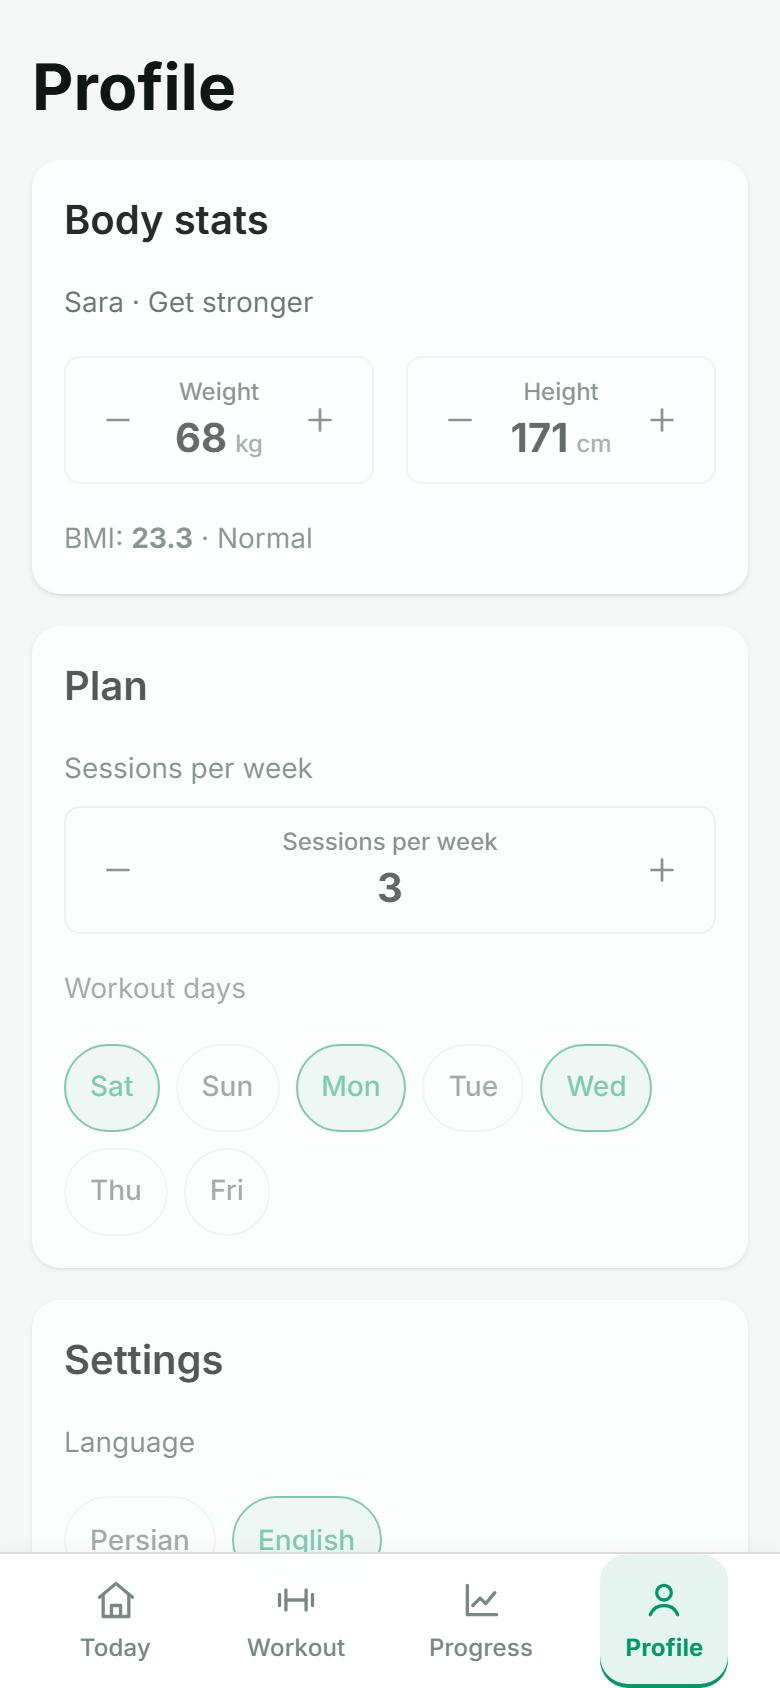 Profile
Body stats
Sara · Get stronger
Weight
68 kg
Height
171 cm
BMI: 23.3 · Normal
Plan
Sessions per week
Sessions per week
3
Workout days
Sat Sun Mon Tue Wed
Thu Fri
Settings
Language
Persian English
Today Workout Progress Profile